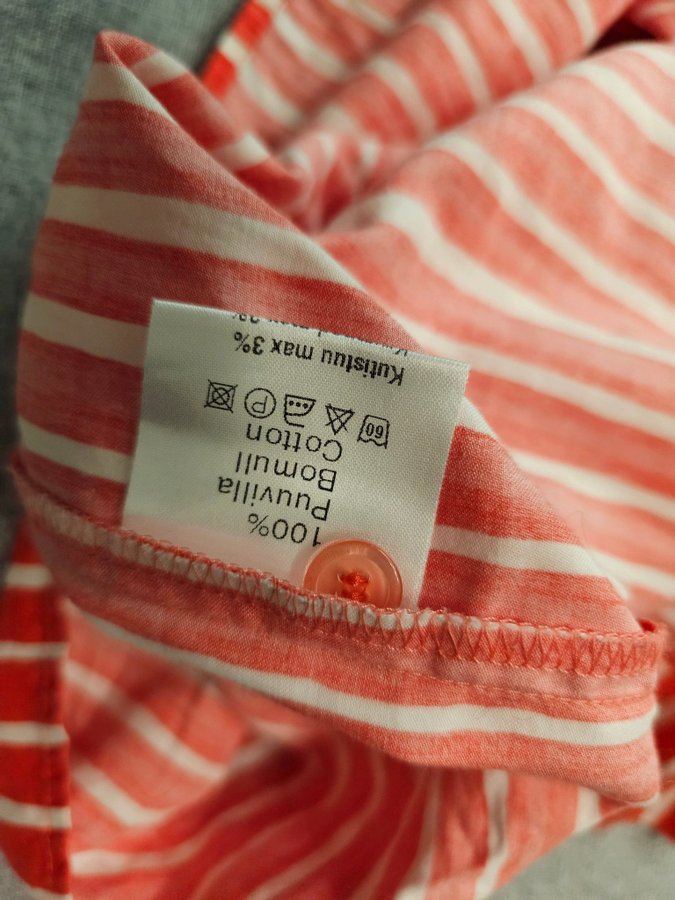 100%
Puuvilla
Bomull
Cotton
60 P
Kutistuu max 3%